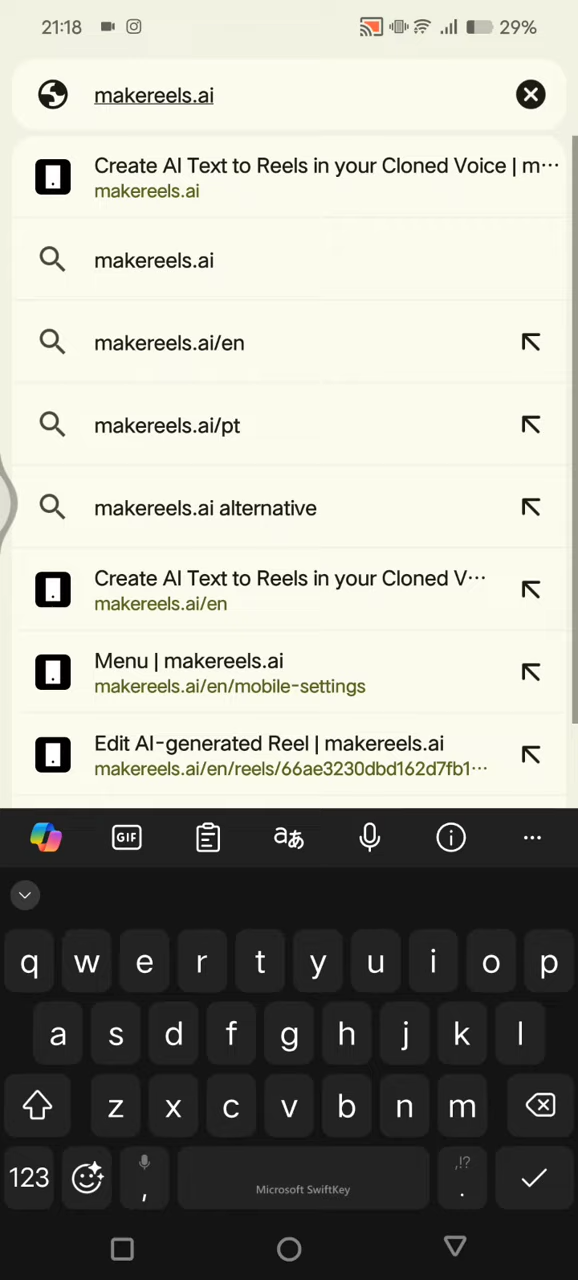 21:18
29%
makereels.ai
Create AI Text to Reels in your Cloned Voice | m···
makereels.ai
makereels.ai
makereels.ai/en
makereels.ai/pt
makereels.ai alternative
Create AI Text to Reels in your Cloned V···
makereels.ai/en
Menu | makereels.ai
makereels.ai/en/mobile-settings
Edit AI-generated Reel | makereels.ai
makereels.ai/en/reels/66ae3230dbd162d7fb1···
GIF aあ
q w e r t y u i o p
a s d f g h j k l
z x c v b n m
123 , Microsoft SwiftKey ,!? .